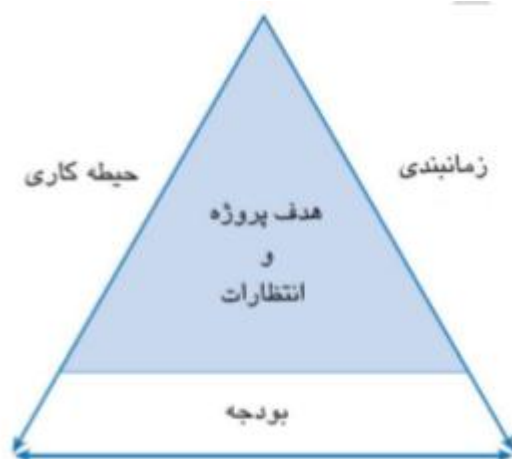 زمانبندی
حیطه کاری
هدف پروژه
و
انتظارات
بودجه